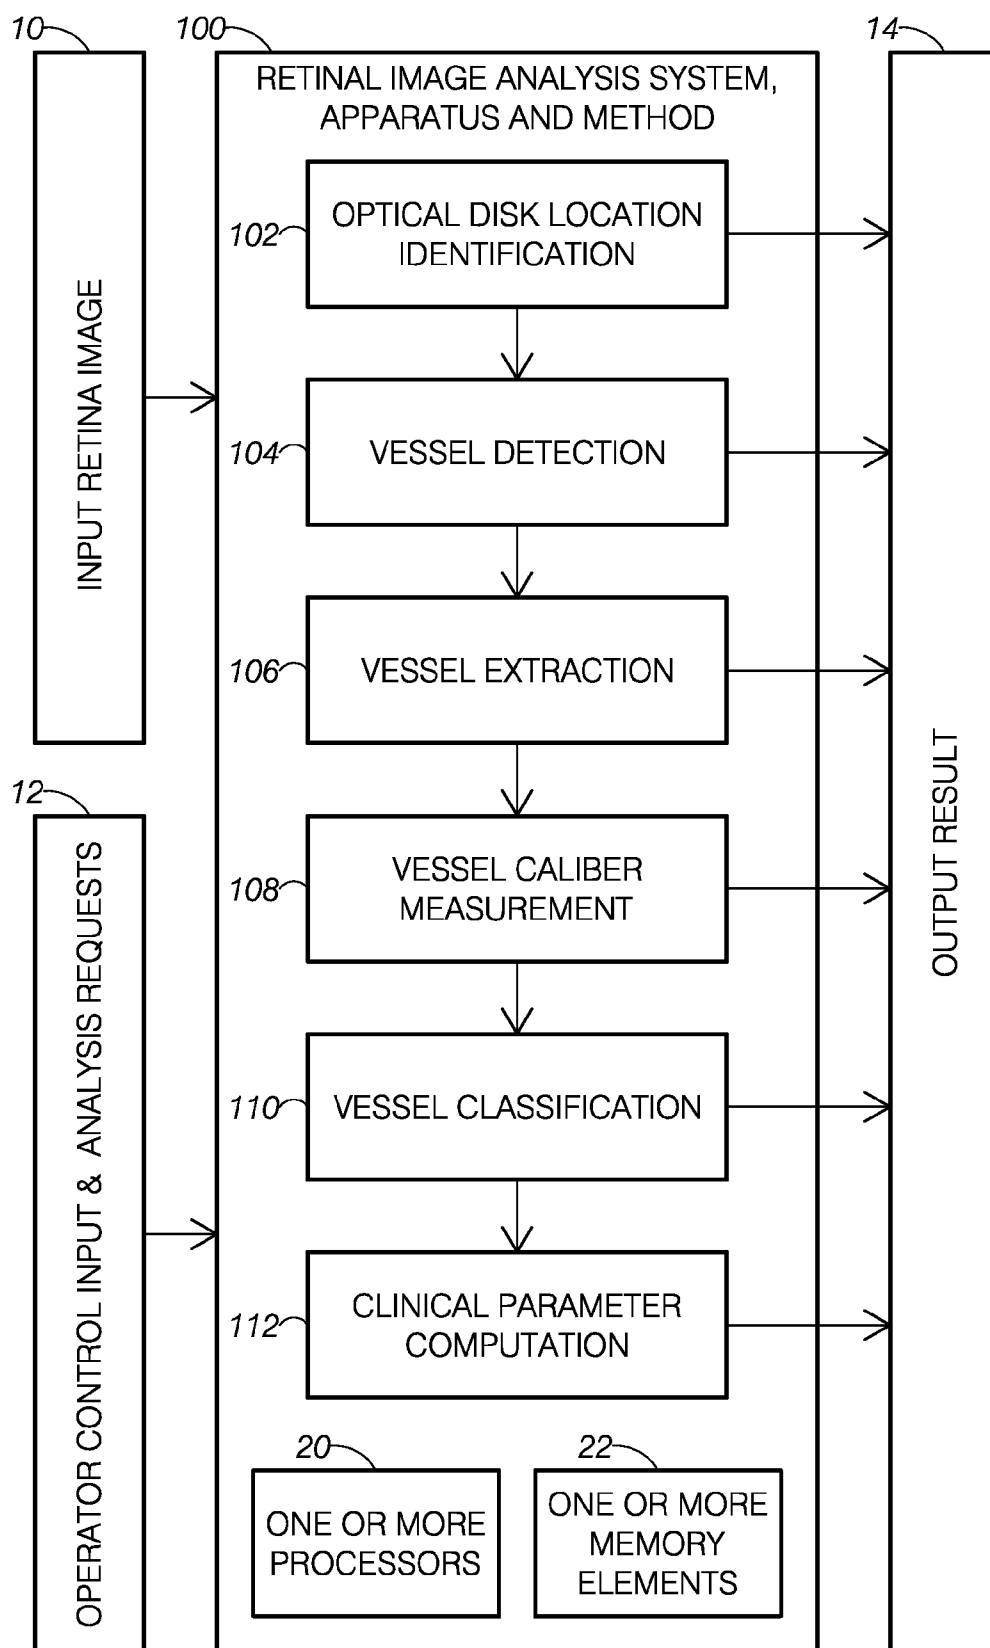 10
100
14
RETINAL IMAGE ANALYSIS SYSTEM,
APPARATUS AND METHOD
INPUT RETINA IMAGE
102
OPTICAL DISK LOCATION
IDENTIFICATION
104
VESSEL DETECTION
106
VESSEL EXTRACTION
12
OPERATOR CONTROL INPUT & ANALYSIS REQUESTS
108
VESSEL CALIBER
MEASUREMENT
OUTPUT RESULT
110
VESSEL CLASSIFICATION
112
CLINICAL PARAMETER
COMPUTATION
20
ONE OR MORE
PROCESSORS
22
ONE OR MORE
MEMORY
ELEMENTS